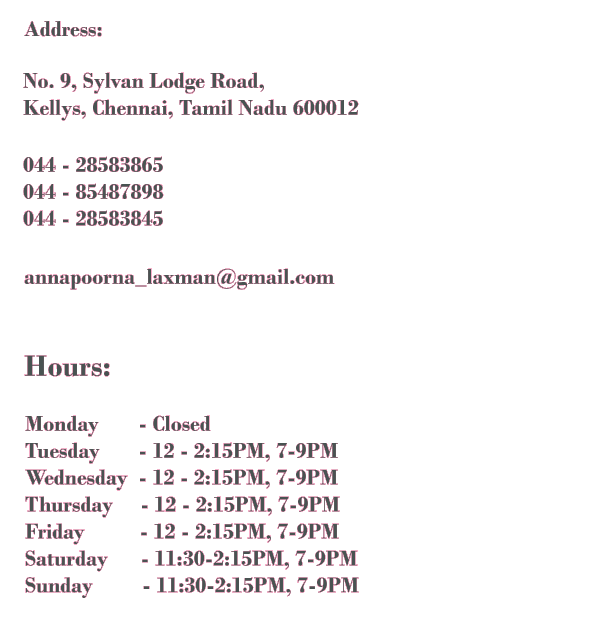 Address:
No. 9, Sylvan Lodge Road,
Kellys, Chennai, Tamil Nadu 600012
044 - 28583865
044 - 85487898
044 - 28583845
annapoorna_laxman@gmail.com
Hours:
Monday - Closed
Tuesday - 12 - 2:15PM, 7-9PM
Wednesday - 12 - 2:15PM, 7-9PM
Thursday - 12 - 2:15PM, 7-9PM
Friday - 12 - 2:15PM, 7-9PM
Saturday - 11:30-2:15PM, 7-9PM
Sunday - 11:30-2:15PM, 7-9PM